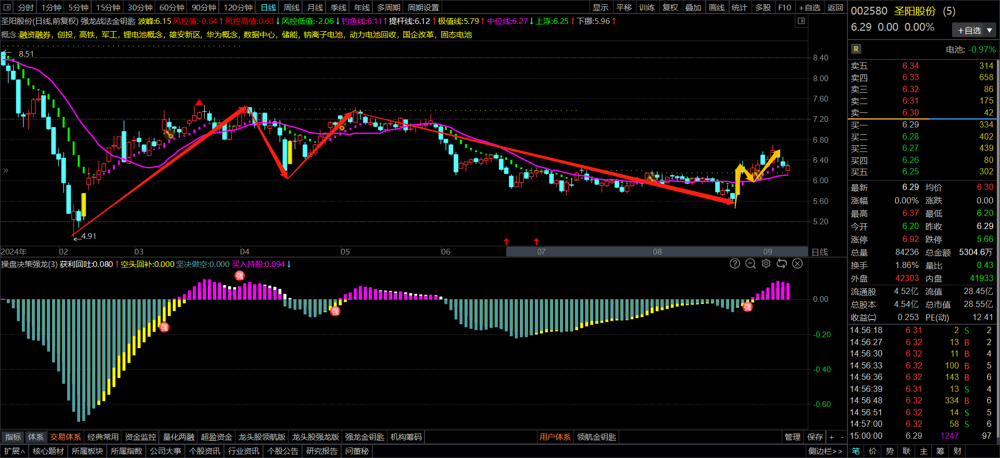 分时 1分钟 5分钟 15分钟 30分钟 60分钟 90分钟 120分钟 日线 周线 月线 季线 年线 多周期 周期设置 显示 平移 训练 复权 叠加 画线 统计 多股 F10 +自选 返回
圣阳股份(日线,前复权) 强龙战法金钥匙 波峰:6.15 风控值:-0.64↑ 风控高值:0.63↓ 风控低值:-2.06↓ 钓鱼线:6.11↑ 提杆线:6.12↑ 极值线:5.79↑ 中位线:6.27↓ 上浮:6.25↑ 下挪:5.96↑
概念:融资融券, 创投, 高铁, 军工, 锂电池概念, 雄安新区, 华为概念, 数据中心, 储能, 钠离子电池, 动力电池回收, 国企改革, 固态电池
8.51
8.40
8.00
7.60
7.20
6.80
6.40
6.00
5.60
5.20
»
4.91
2024年 02 03 04 05 06 07 08 09 日线
操盘决策强龙(3) 获利回吐:0.080↑ 空头回补:0.000 坚决做空:0.000 买入持股:0.094↓
强
强
强
强
0.00
-0.20
-0.40
-0.60
指标 体系 交易体系 经典常用 资金监控 量化两融 超盈资金 龙头股领航版 龙头股强龙版 强龙金钥匙 机构筹码 用户体系 领航金钥匙 管理 保存 + -
扩展∧ 核心题材 所属板块 所属指数 公司大事 个股资讯 行业资讯 个股公告 研究报告 问董秘 侧边栏>>
002580 圣阳股份 (5)
6.29 0.00 0.00% +自选 ▼
R 电池: -0.97%
卖五 6.34 314
卖四 6.33 658
卖三 6.32 86
卖二 6.31 175
卖一 6.30 42
买一 6.29 334
买二 6.28 402
买三 6.27 439
买四 6.26 80
买五 6.25 302
最新 6.29 均价 6.30
涨幅 0.00% 涨跌 0.00
最高 6.37 最低 6.20
今开 6.20 昨收 6.29
涨停 6.92 跌停 5.66
总量 84236 总金额 5304.6万
换手 1.86% 量比 0.43
外盘 42303 内盘 41933
流通股 4.52亿 流值 28.45亿
总股本 4.54亿 总市值 28.55亿
收益㈡ 0.253 PE(动) 12.41
14:56:18 6.31 2 S 2
14:56:27 6.32 13 B 2
14:56:30 6.32 11 B 4
14:56:33 6.32 100 B 5
14:56:36 6.32 143 B 6
14:56:39 6.31 13 S 4
14:56:48 6.32 334 B 6
14:56:51 6.32 14 S 5
14:57:00 6.32 58 S 6
15:00:00 6.29 1247 97
笔 价 势 联 主 筹 财